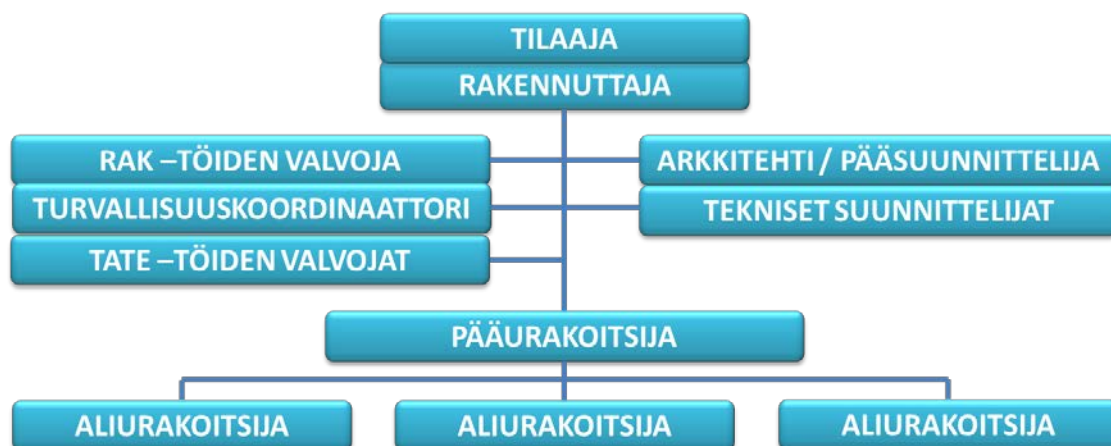 TILAAJA
RAKENNUTTAJA
RAK –TÖIDEN VALVOJA
ARKKITEHTI / PÄÄSUUNNITTELIJA
TURVALLISUUSKOORDINAATTORI
TEKNISET SUUNNITTELIJAT
TATE –TÖIDEN VALVOJAT
PÄÄURAKOITSIJA
ALIURAKOITSIJA
ALIURAKOITSIJA
ALIURAKOITSIJA